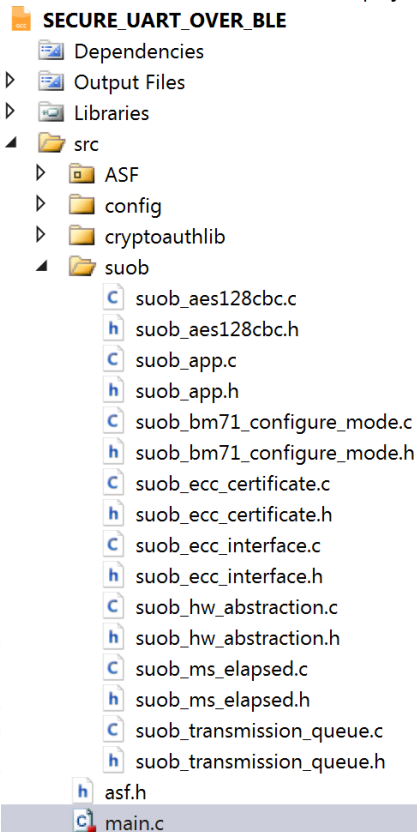 SECURE_UART_OVER_BLE
Dependencies
Output Files
Libraries
src
ASF
config
cryptoauthlib
suob
suob_aes128cbc.c
suob_aes128cbc.h
suob_app.c
suob_app.h
suob_bm71_configure_mode.c
suob_bm71_configure_mode.h
suob_ecc_certificate.c
suob_ecc_certificate.h
suob_ecc_interface.c
suob_ecc_interface.h
suob_hw_abstraction.c
suob_hw_abstraction.h
suob_ms_elapsed.c
suob_ms_elapsed.h
suob_transmission_queue.c
suob_transmission_queue.h
asf.h
main.c